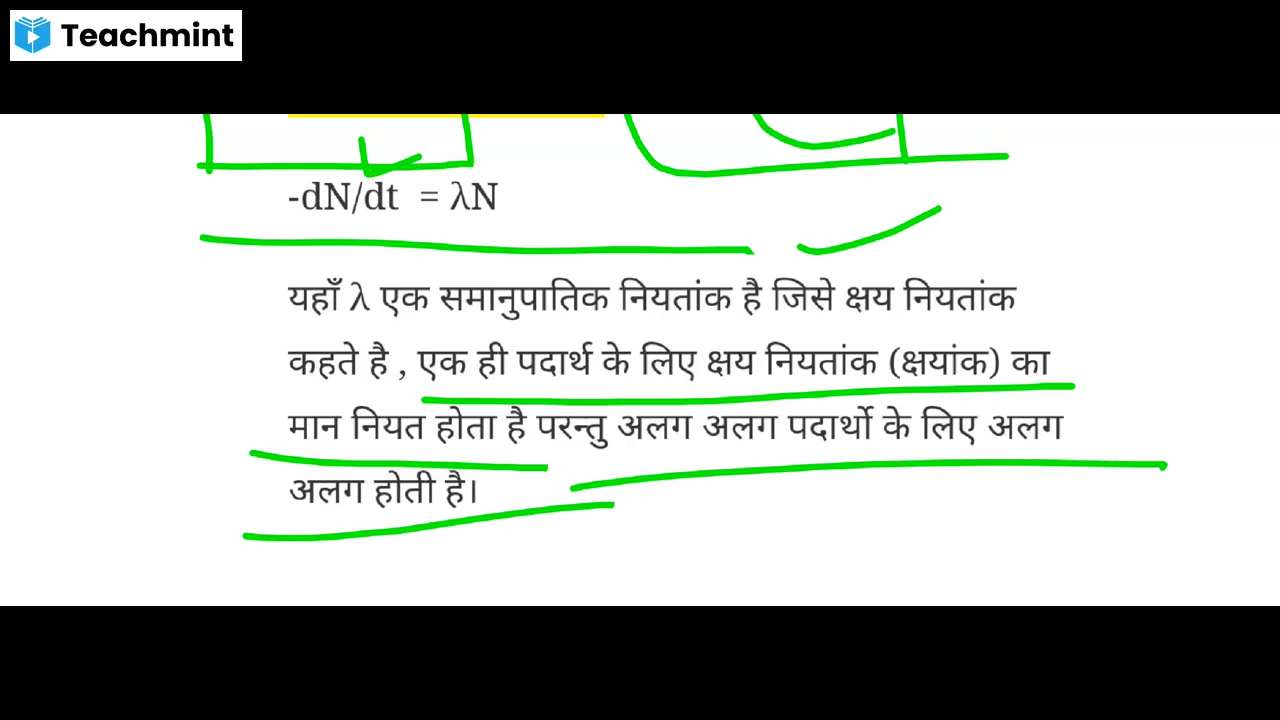 Teachmint
-dN/dt = λN
यहाँ λ एक समानुपातिक नियतांक है जिसे क्षय नियतांक
कहते है , एक ही पदार्थ के लिए क्षय नियतांक (क्षयांक) का
मान नियत होता है परन्तु अलग अलग पदार्थो के लिए अलग
अलग होती है।